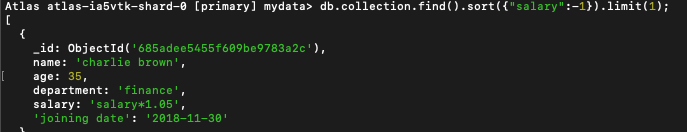 Atlas atlas-ia5vtk-shard-0 [primary] mydata> db.collection.find().sort({"salary":-1}).limit(1);
[
  {
    _id: ObjectId('685adee5455f609be9783a2c'),
    name: 'charlie brown',
    age: 35,
    department: 'finance',
    salary: 'salary*1.05',
    'joining date': '2018-11-30'
  }